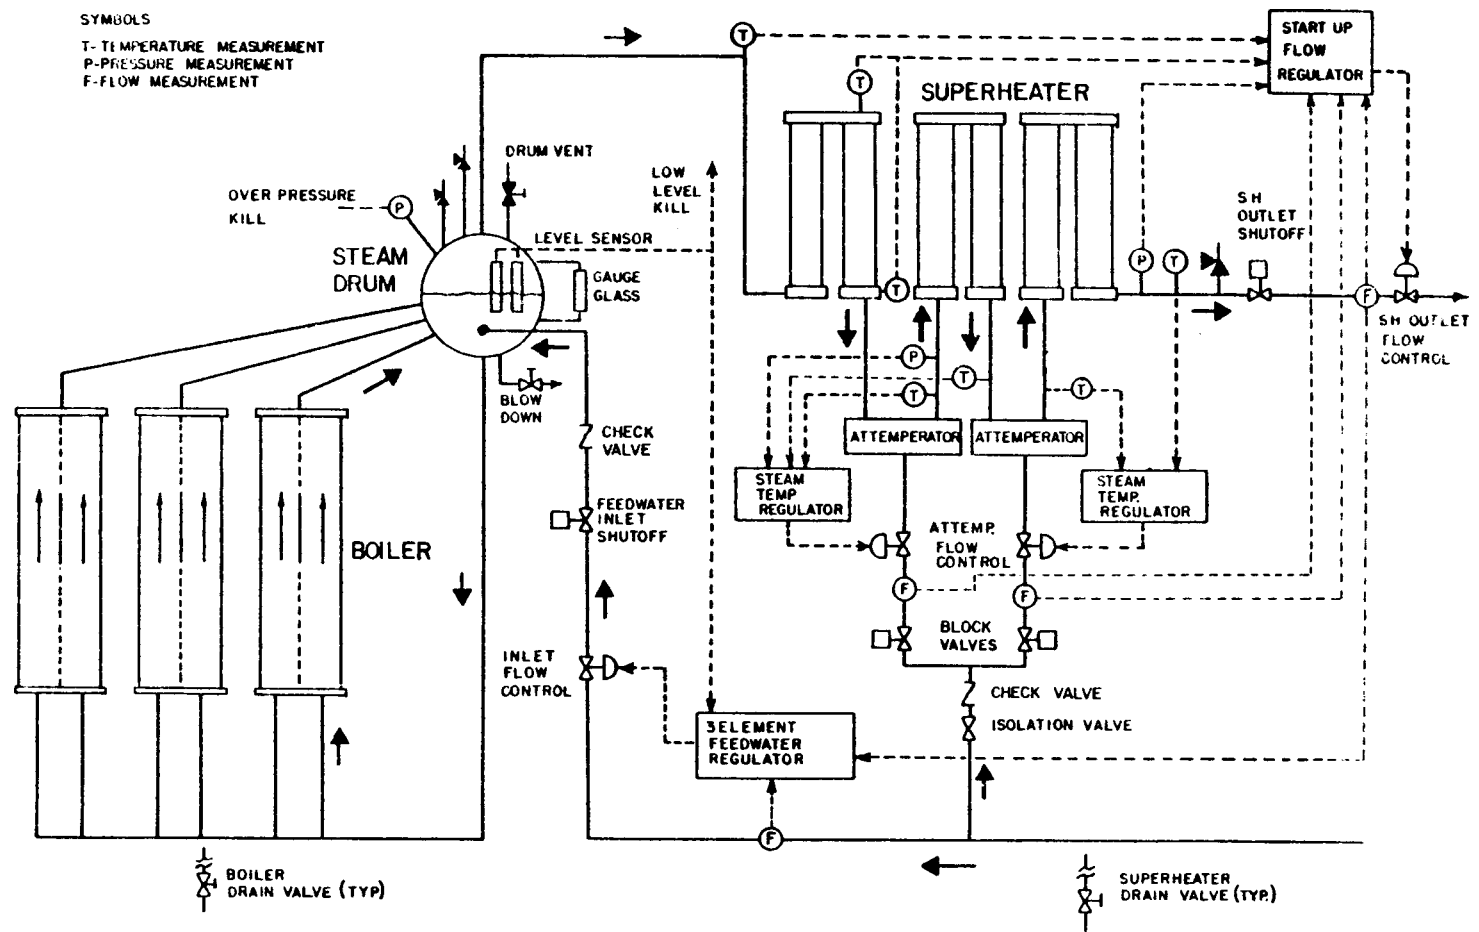 SYMBOLS
T-TEMPERATURE MEASUREMENT
P-PRESSURE MEASUREMENT
F-FLOW MEASUREMENT
START UP
FLOW
REGULATOR
T
T
SUPERHEATER
DRUM VENT
LOW
LEVEL
KILL
OVER PRESSURE
KILL
P
SH
OUTLET
SHUTOFF
LEVEL SENSOR
STEAM
DRUM
GAUGE
GLASS
T
P
T
F
SH OUTLET
FLOW
CONTROL
P
T
T
T
BLOW
DOWN
CHECK
VALVE
ATTEMPERATOR
ATTEMPERATOR
STEAM
TEMP.
REGULATOR
STEAM
TEMP.
REGULATOR
FEEDWATER
INLET
SHUTOFF
BOILER
ATTEMP.
FLOW
CONTROL
F
F
BLOCK
VALVES
INLET
FLOW
CONTROL
CHECK VALVE
ISOLATION VALVE
3ELEMENT
FEEDWATER
REGULATOR
F
BOILER
DRAIN VALVE (TYP)
SUPERHEATER
DRAIN VALVE (TYP.)